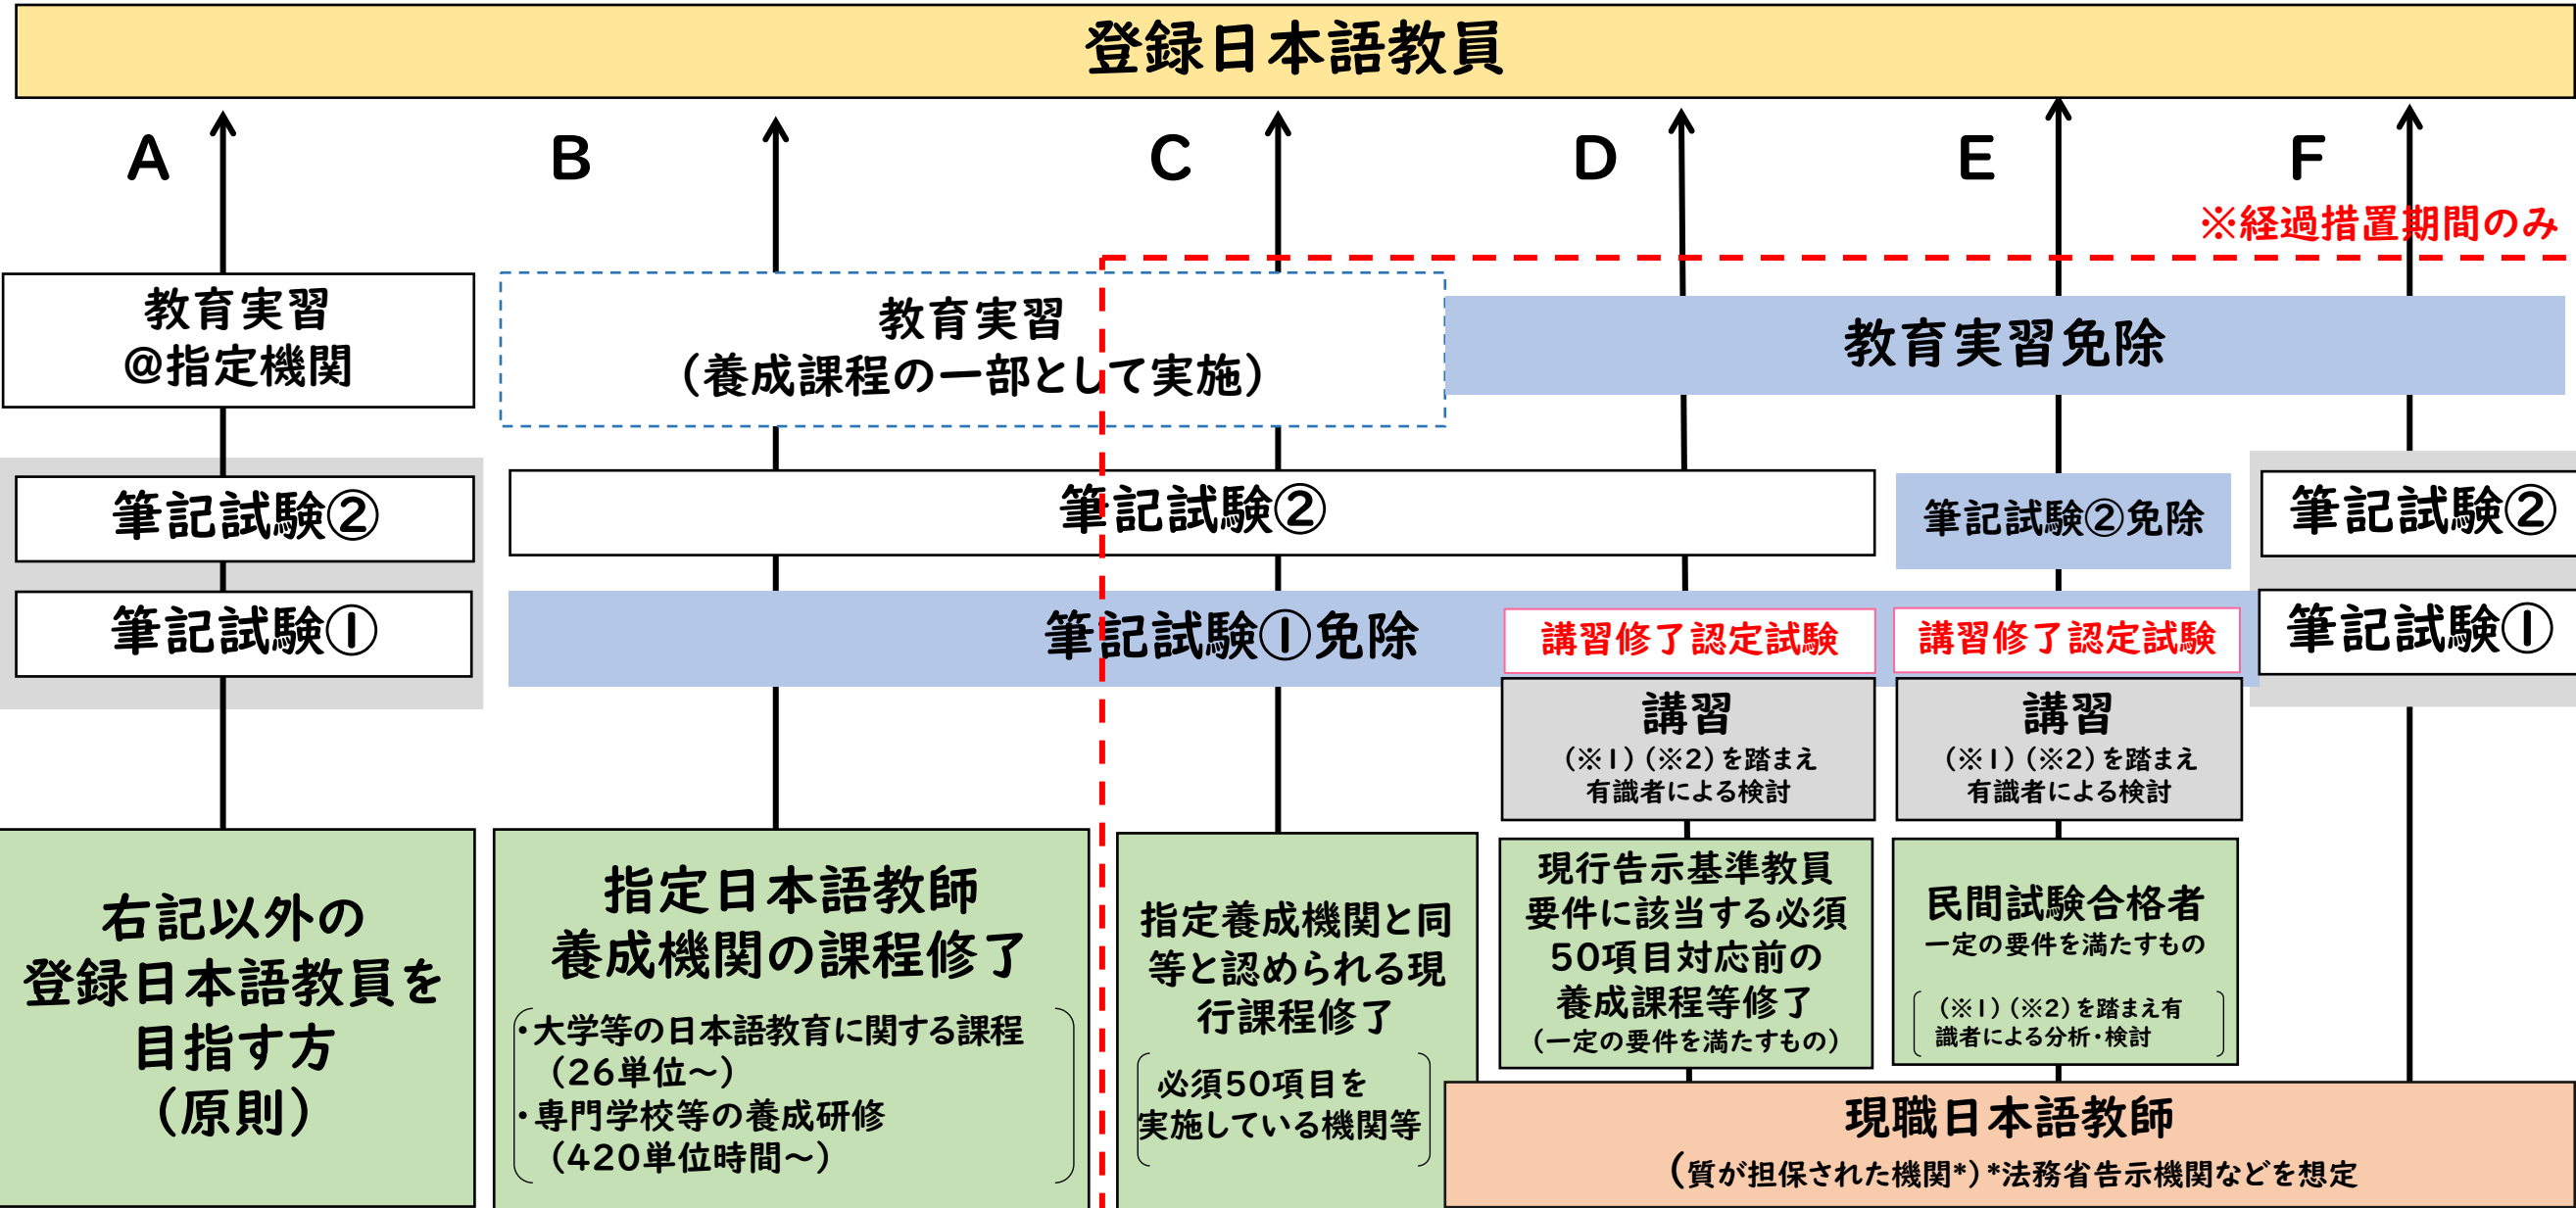 登録日本語教員
A
B
C
D
E
F
※経過措置期間のみ
教育実習
@指定機関
教育実習
（養成課程の一部として実施）
教育実習免除
筆記試験②
筆記試験②
筆記試験②免除
筆記試験②
筆記試験①
筆記試験①免除
講習修了認定試験
講習修了認定試験
筆記試験①
講習
（※1）（※2）を踏まえ
有識者による検討
講習
（※1）（※2）を踏まえ
有識者による検討
右記以外の
登録日本語教員を
目指す方
（原則）
指定日本語教師
養成機関の課程修了
・大学等の日本語教育に関する課程
（26単位～）
・専門学校等の養成研修
（420単位時間～）
指定養成機関と同
等と認められる現
行課程修了
必須50項目を
実施している機関等
現行告示基準教員
要件に該当する必須
50項目対応前の
養成課程等修了
（一定の要件を満たすもの）
民間試験合格者
一定の要件を満たすもの
（※1）（※2）を踏まえ有
識者による分析・検討
現職日本語教師
（質が担保された機関*）*法務省告示機関などを想定